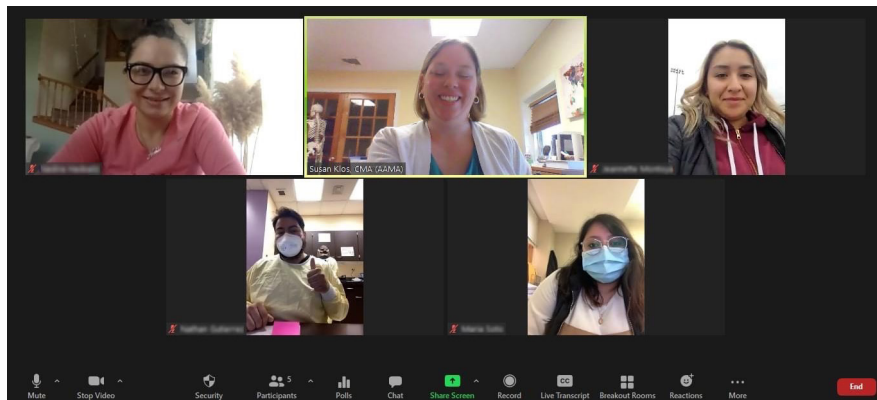 Susan Klos, CMA (AAMA)
Mute
Stop Video
Security
Participants
5
Polls
Chat
Share Screen
Record
CC
Live Transcript
Breakout Rooms
Reactions
More
End